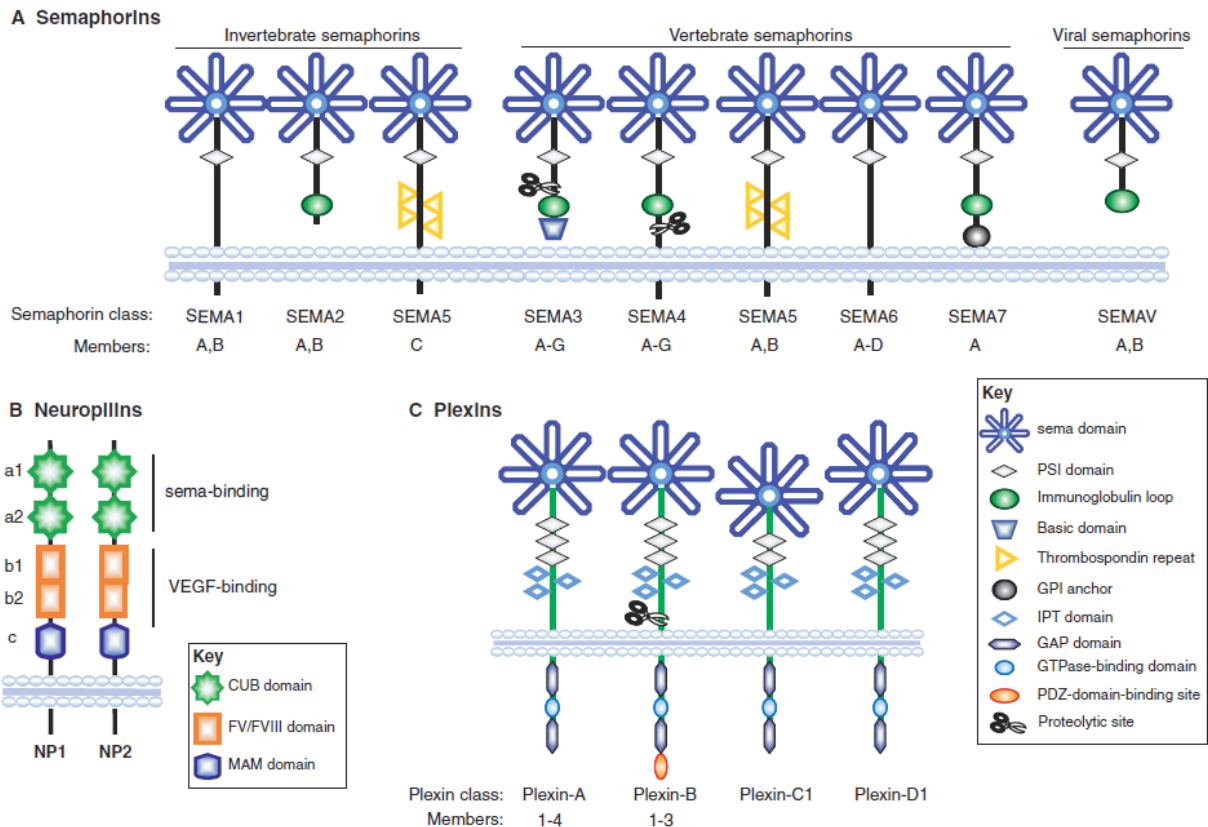 A Semaphorins
Invertebrate semaphorins Vertebrate semaphorins Viral semaphorins
Semaphorin class: SEMA1 SEMA2 SEMA5 SEMA3 SEMA4 SEMA5 SEMA6 SEMA7 SEMAV
Members: A,B A,B C A-G A-G A,B A-D A A,B
B Neuropilins
a1
a2
sema-binding
b1
b2
VEGF-binding
c
NP1 NP2
Key
CUB domain
FV/FVIII domain
MAM domain
C Plexins
Plexin class: Plexin-A Plexin-B Plexin-C1 Plexin-D1
Members: 1-4 1-3
Key
sema domain
PSI domain
Immunoglobulin loop
Basic domain
Thrombospondin repeat
GPI anchor
IPT domain
GAP domain
GTPase-binding domain
PDZ-domain-binding site
Proteolytic site